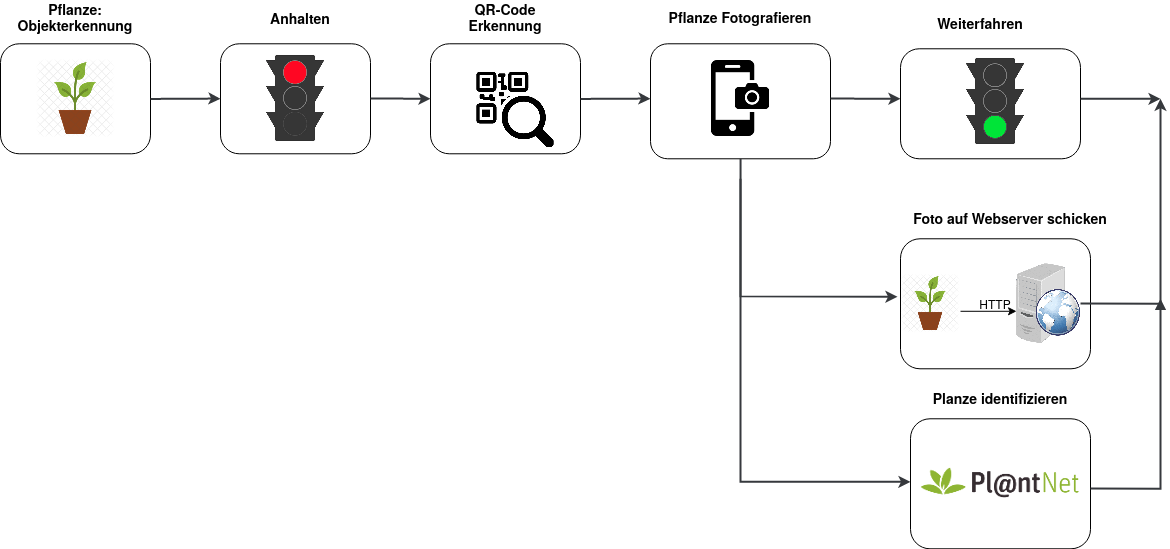 Pflanze:
Objekterkennung
Anhalten
QR-Code
Erkennung
Pflanze Fotografieren
Weiterfahren
Foto auf Webserver schicken
HTTP
Planze identifizieren
Pl@ntNet